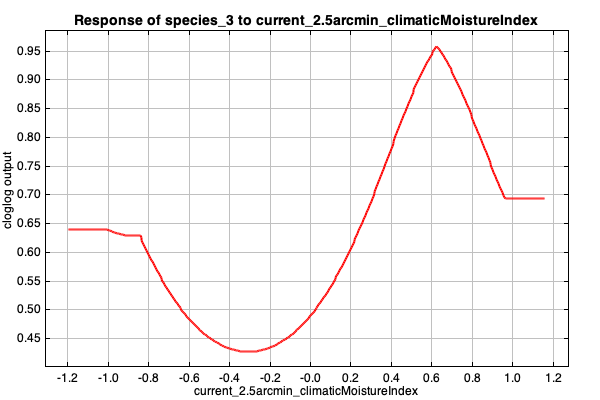 Response of species_3 to current_2.5arcmin_climaticMoistureIndex
cloglog output
0.95
0.90
0.85
0.80
0.75
0.70
0.65
0.60
0.55
0.50
0.45
-1.2 -1.0 -0.8 -0.6 -0.4 -0.2 -0.0 0.2 0.4 0.6 0.8 1.0 1.2
current_2.5arcmin_climaticMoistureIndex